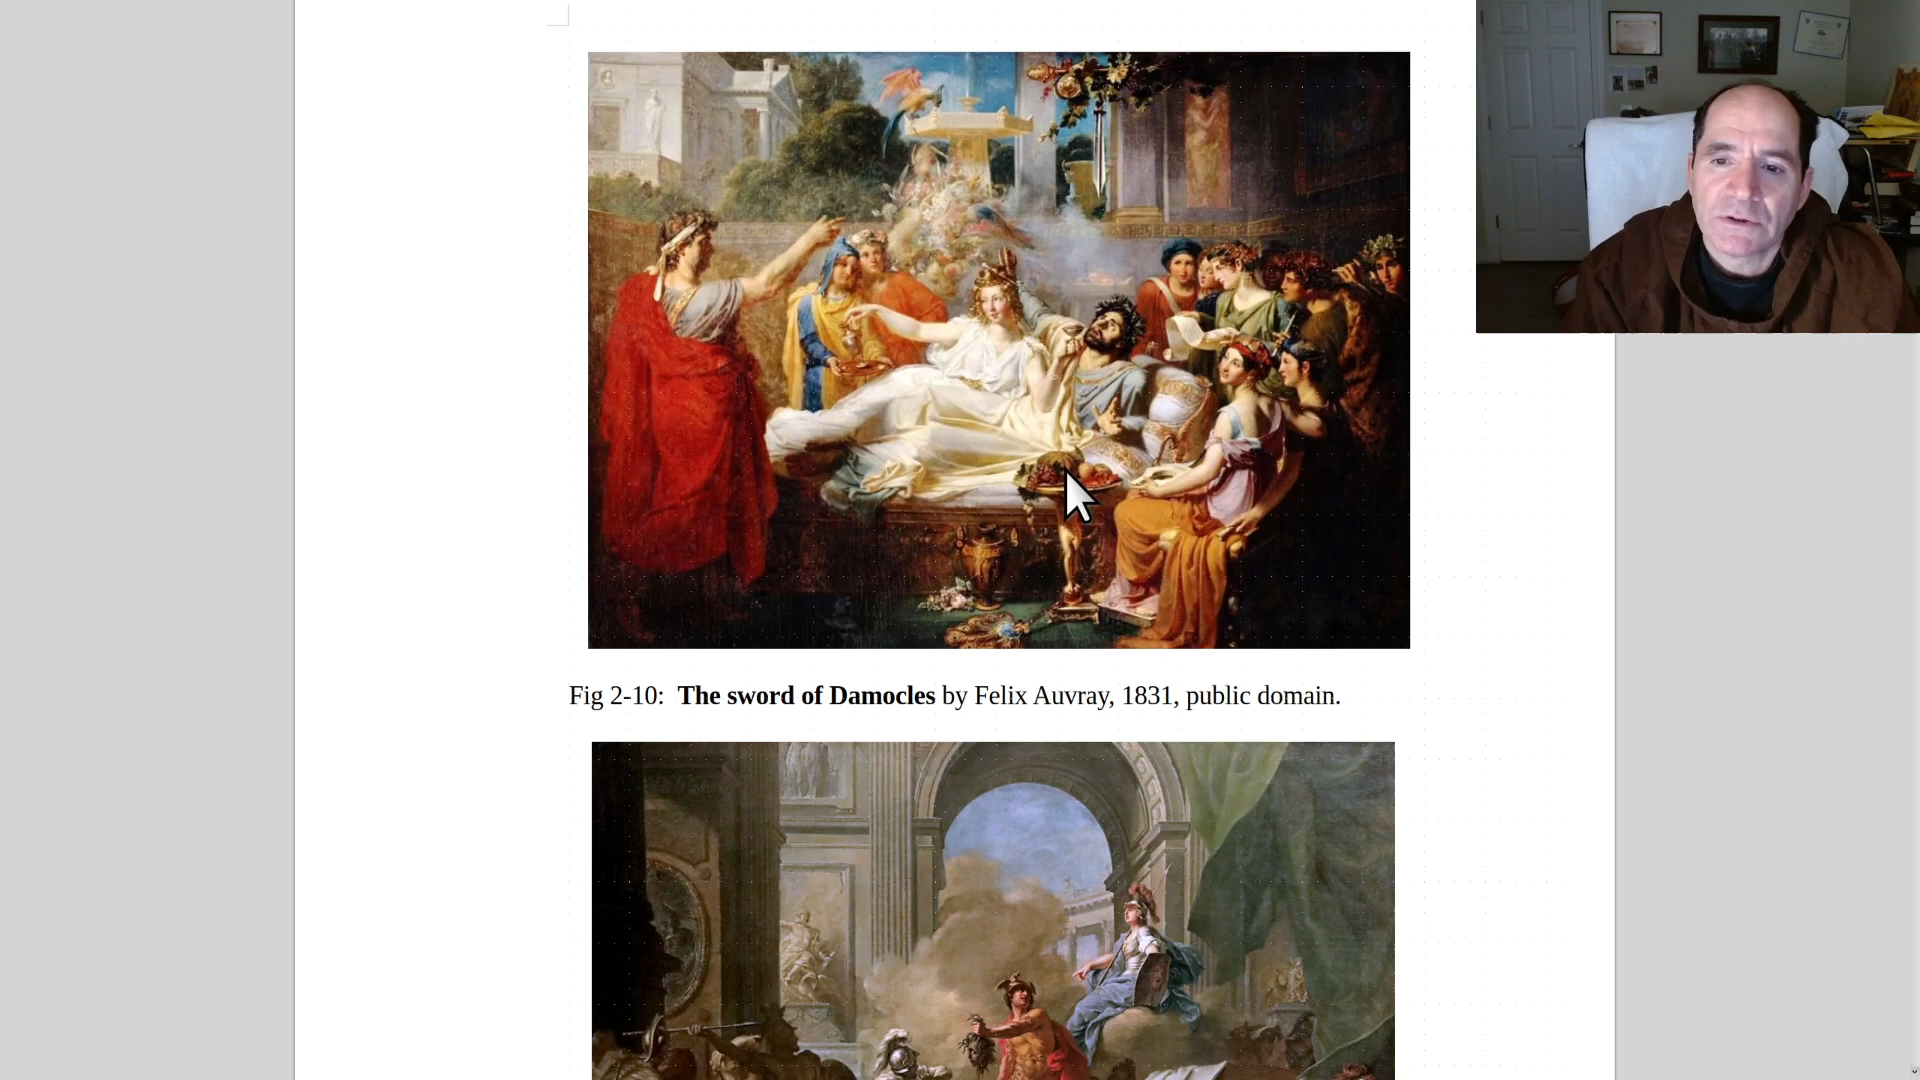 Fig 2-10:  The sword of Damocles by Felix Auvray, 1831, public domain.